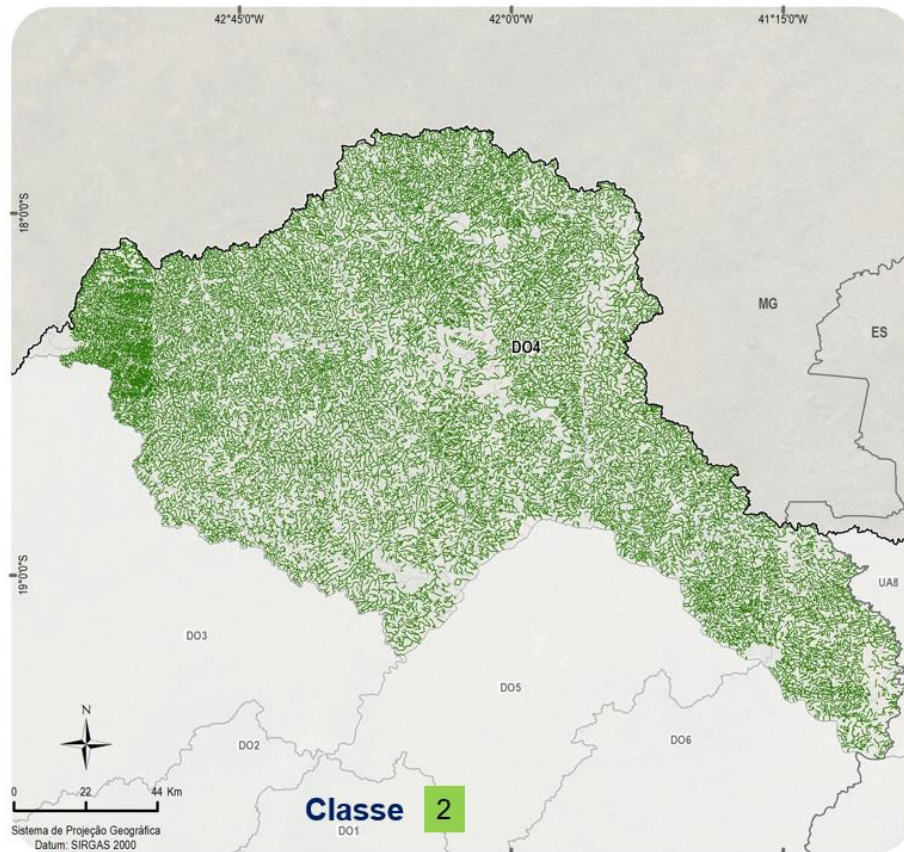 42°45'0"W 42°0'0"W 41°15'0"W
18°0'0"S
MG
ES
DO4
19°0'0"S
UA8
DO3
DO5
N
DO2
DO6
0 22 44 Km
Classe 2
DO1
Sistema de Projeção Geográfica
Datum: SIRGAS 2000